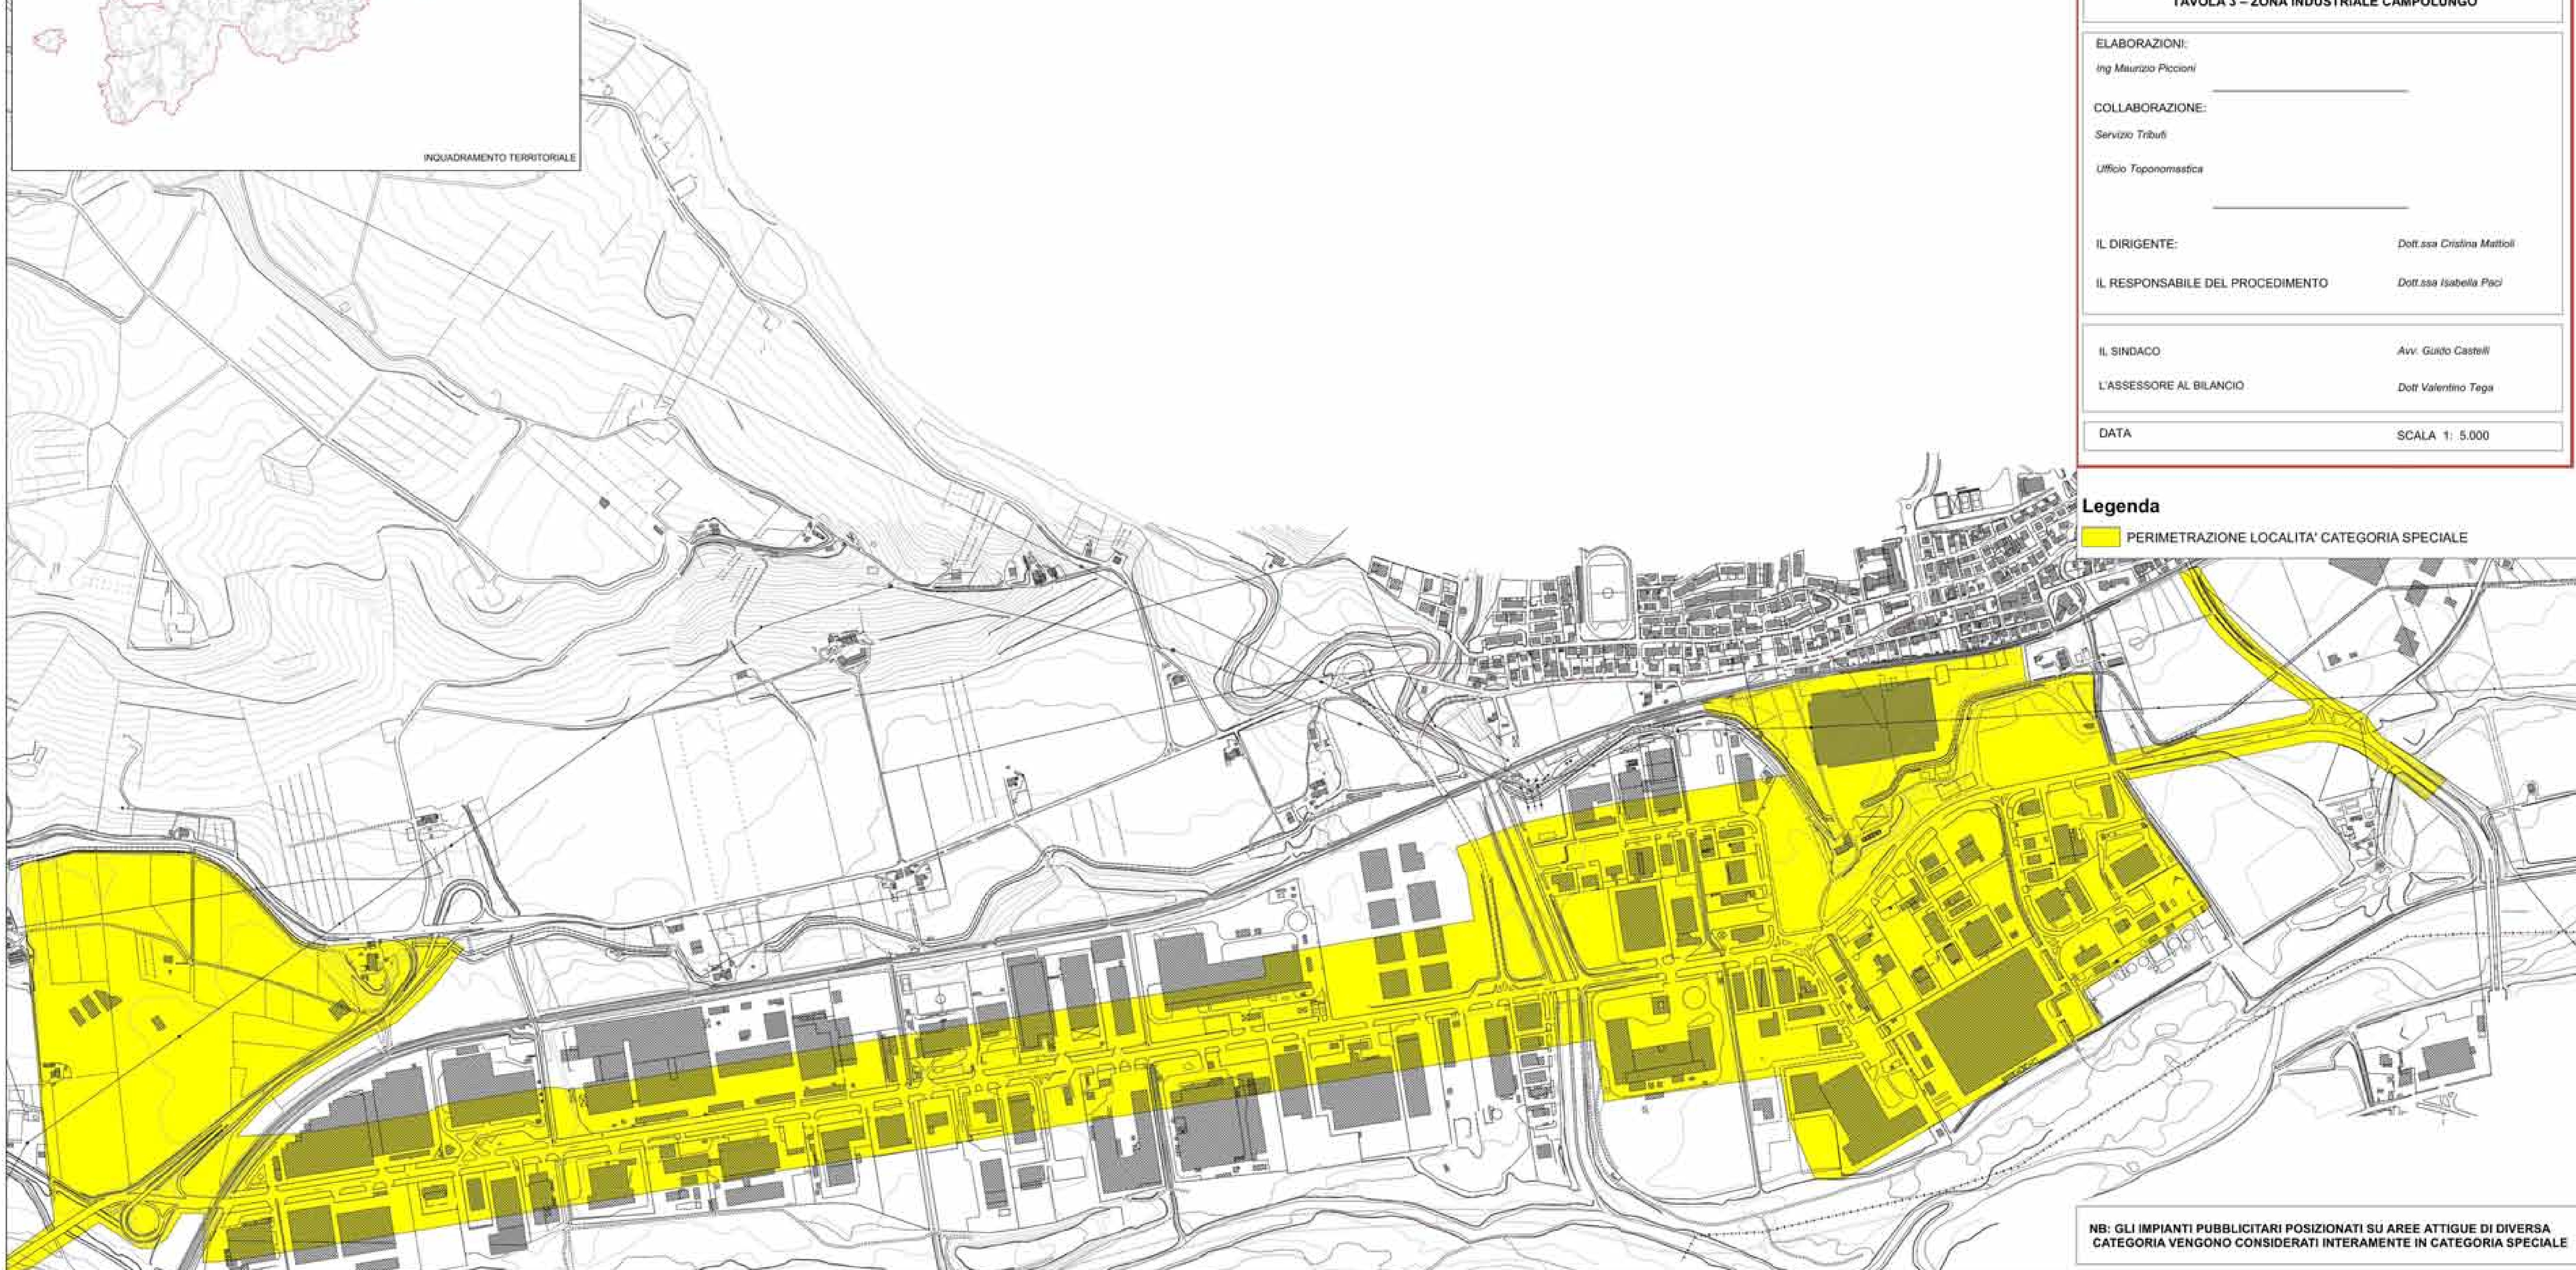 INQUADRAMENTO TERRITORIALE
TAVOLA 3 – ZONA INDUSTRIALE CAMPOLUNGO
ELABORAZIONI:
Ing Maurizio Piccioni
COLLABORAZIONE:
Servizio Tributi
Ufficio Toponomastica
IL DIRIGENTE: Dott.ssa Cristina Mattioli
IL RESPONSABILE DEL PROCEDIMENTO Dott.ssa Isabella Paci
IL SINDACO Avv. Guido Castelli
L'ASSESSORE AL BILANCIO Dott Valentino Tega
DATA SCALA 1: 5.000
Legenda
PERIMETRAZIONE LOCALITA' CATEGORIA SPECIALE
NB: GLI IMPIANTI PUBBLICITARI POSIZIONATI SU AREE ATTIGUE DI DIVERSA
CATEGORIA VENGONO CONSIDERATI INTERAMENTE IN CATEGORIA SPECIALE